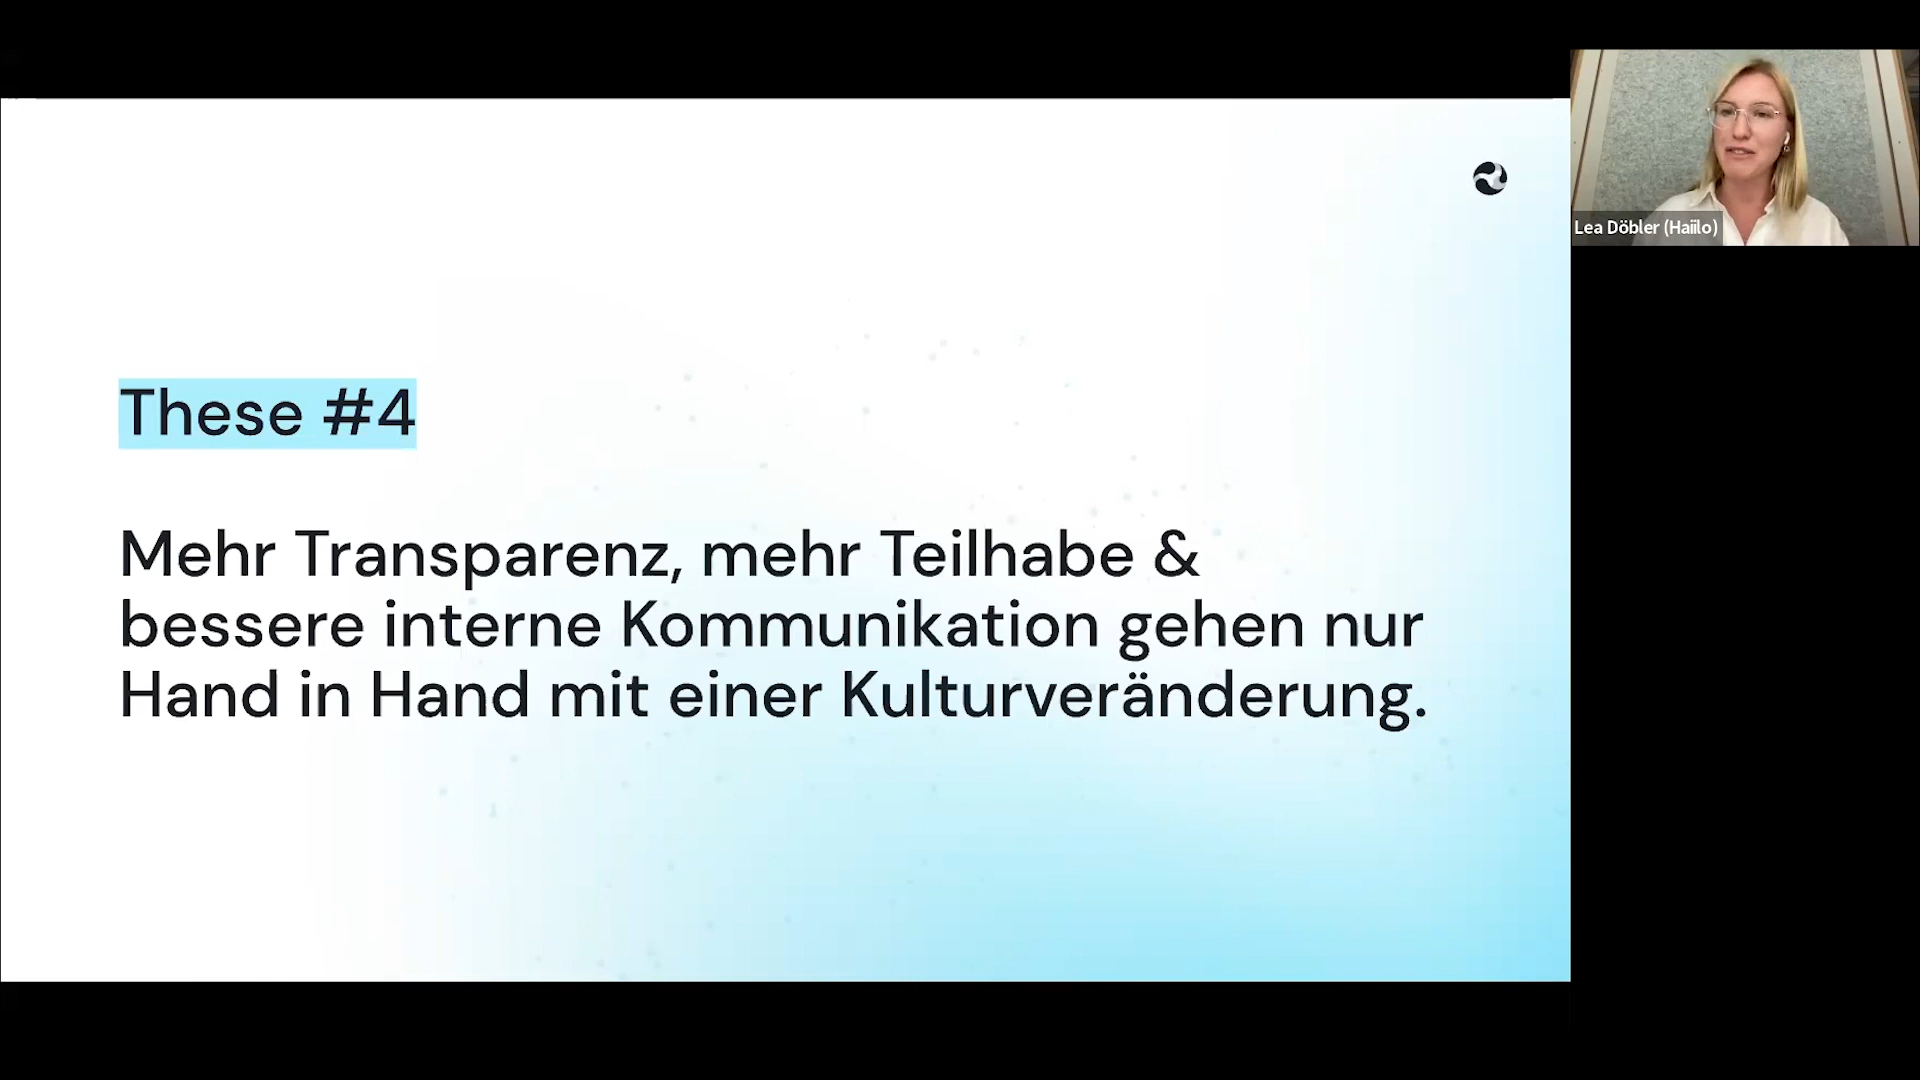 These #4
Mehr Transparenz, mehr Teilhabe &
bessere interne Kommunikation gehen nur
Hand in Hand mit einer Kulturveränderung.
Lea Döbler (Haiilo)